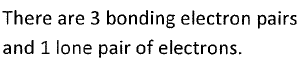 There are 3 bonding electron pairs
and 1 lone pair of electrons.